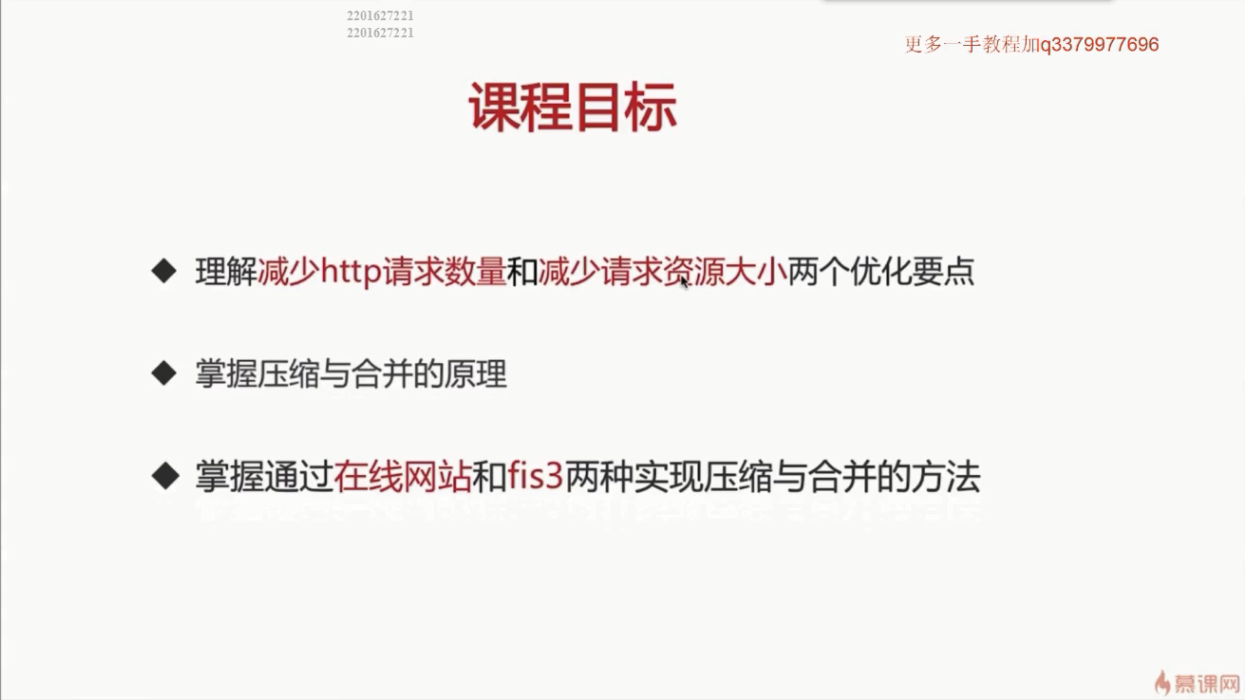 2201627221
2201627221
更多一手教程加q3379977696
课程目标
理解减少http请求数量和减少请求资源大小两个优化要点
掌握压缩与合并的原理
掌握通过在线网站和fis3两种实现压缩与合并的方法
慕课网